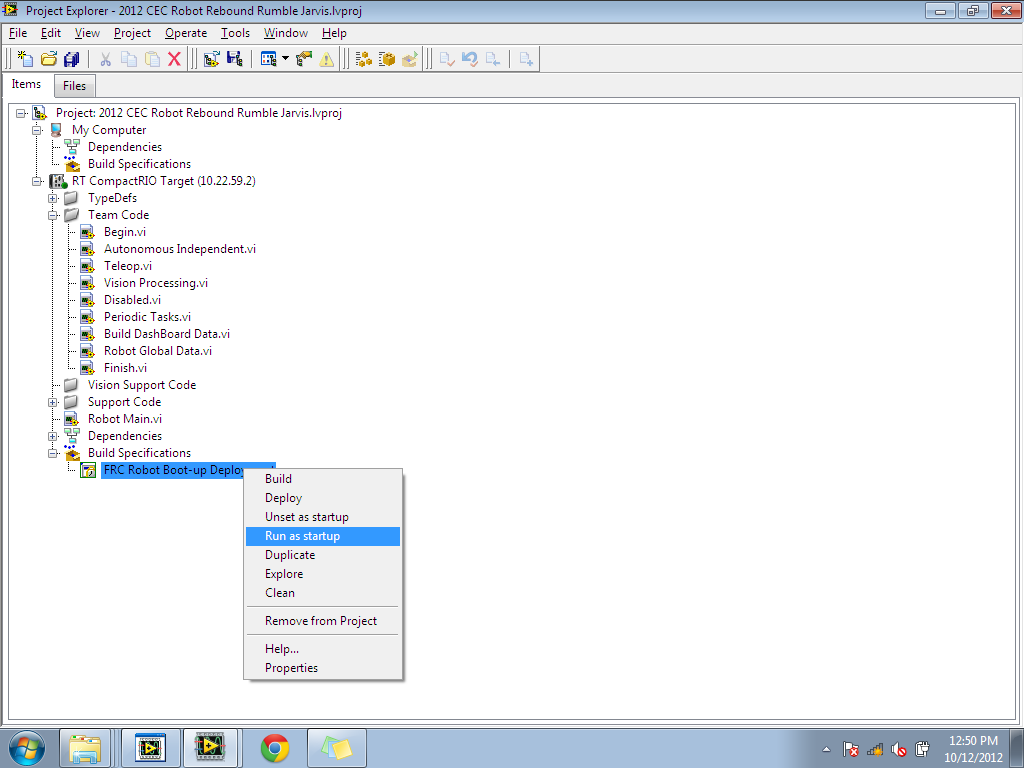 Project Explorer - 2012 CEC Robot Rebound Rumble Jarvis.lvproj
File Edit View Project Operate Tools Window Help
Items Files
Project: 2012 CEC Robot Rebound Rumble Jarvis.lvproj
My Computer
Dependencies
Build Specifications
RT CompactRIO Target (10.22.59.2)
TypeDefs
Team Code
Begin.vi
Autonomous Independent.vi
Teleop.vi
Vision Processing.vi
Disabled.vi
Periodic Tasks.vi
Build DashBoard Data.vi
Robot Global Data.vi
Finish.vi
Vision Support Code
Support Code
Robot Main.vi
Dependencies
Build Specifications
FRC Robot Boot-up Deploy
Build
Deploy
Unset as startup
Run as startup
Duplicate
Explore
Clean
Remove from Project
Help...
Properties
12:50 PM
10/12/2012